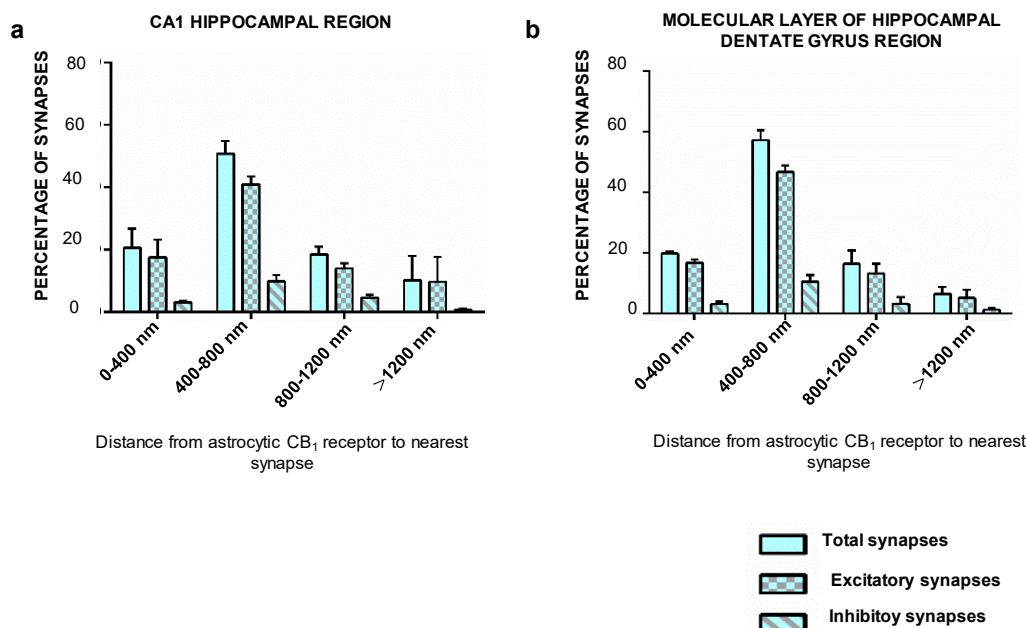 a
CA1 HIPPOCAMPAL REGION
PERCENTAGE OF SYNAPSES
80
60
40
20
0
0-400 nm
400-800 nm
800-1200 nm
>1200 nm
Distance from astrocytic CB₁ receptor to nearest
synapse
b
MOLECULAR LAYER OF HIPPOCAMPAL
DENTATE GYRUS REGION
PERCENTAGE OF SYNAPSES
80
60
40
20
0
0-400 nm
400-800 nm
800-1200 nm
>1200 nm
Distance from astrocytic CB₁ receptor to nearest
synapse
Total synapses
Excitatory synapses
Inhibitoy synapses